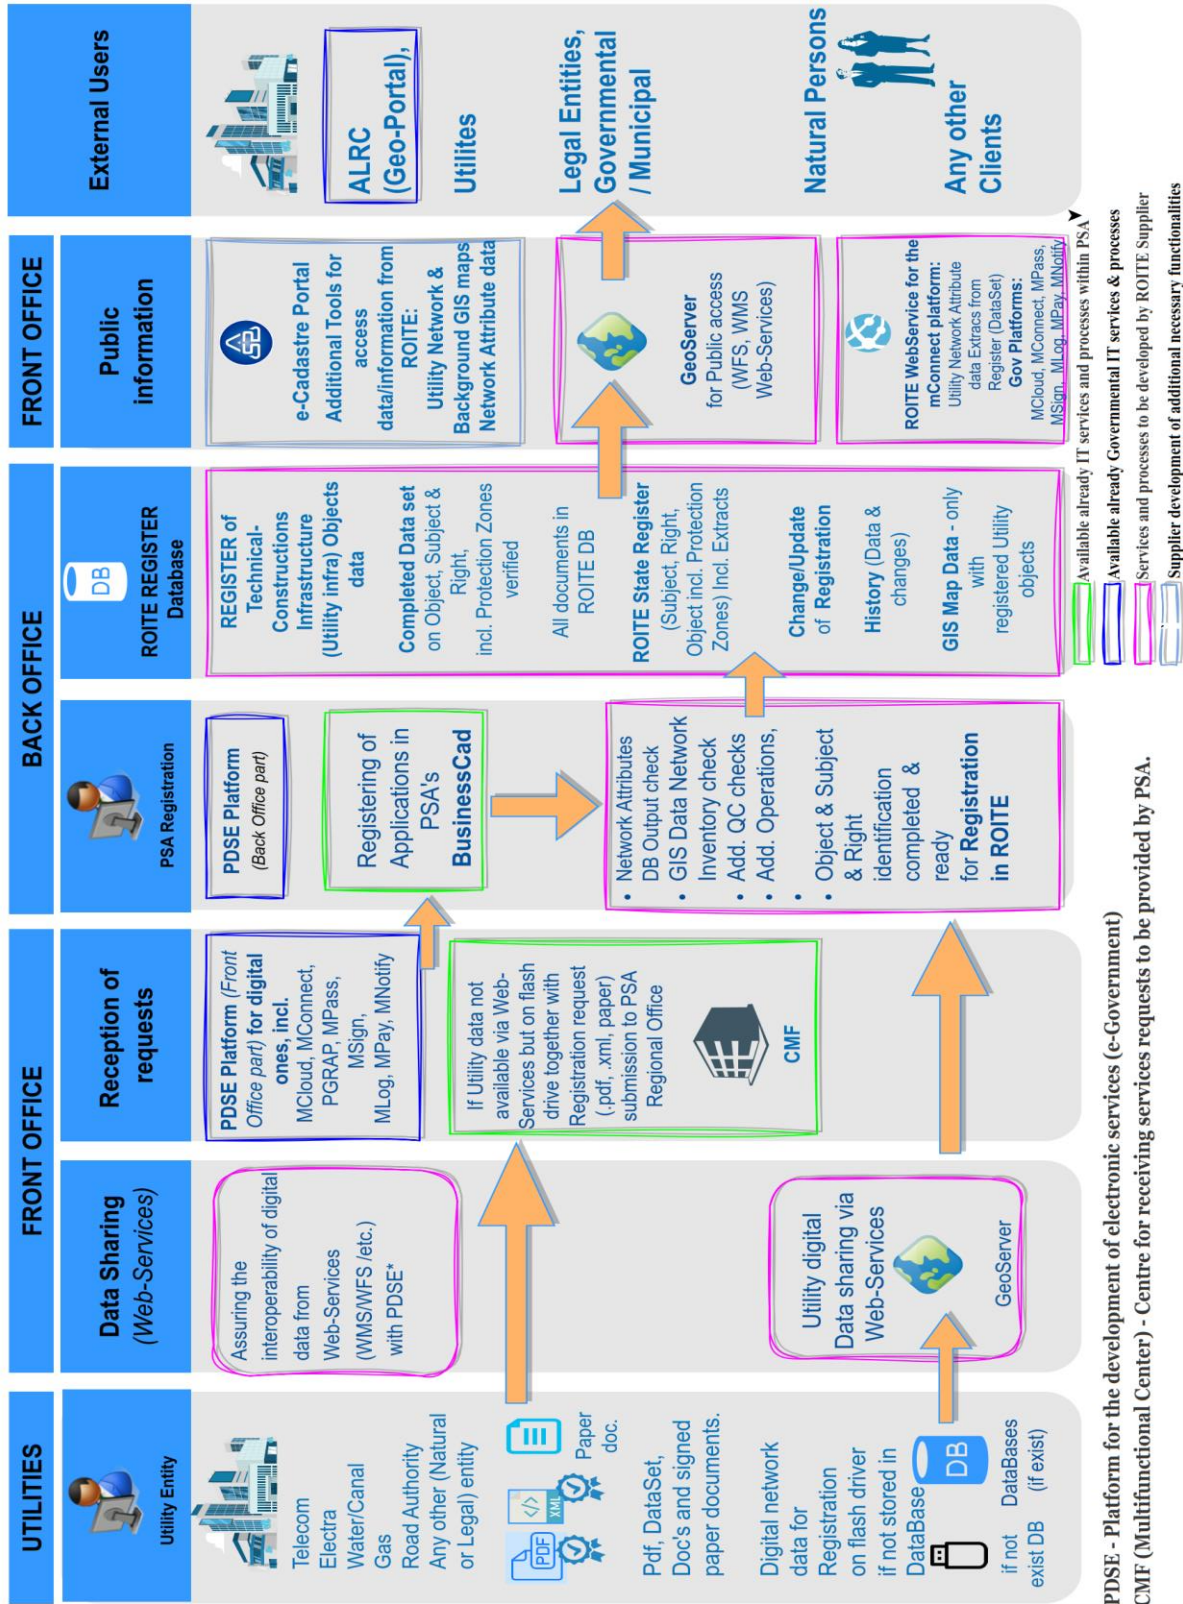 UTILITIES
FRONT OFFICE
BACK OFFICE
FRONT OFFICE
External Users
Utility Entity
Data Sharing
(Web-Services)
Reception of
requests
PSA Registration
DB
ROITE REGISTER
Database
Public
information
Telecom
Electra
Water/Canal
Gas
Road Authority
Any other (Natural
or Legal) entity
PDF
XML
Paper
doc.
Pdf, DataSet,
Doc's and signed
paper documents.
Digital network
data for
Registration
on flash driver
if not stored in
DataBase
DB
if not
exist DB
DataBases
(if exist)
Assuring the
interoperability of digital
data from
Web-Services
(WMS/WFS /etc.)
with PDSE*
Utility digital
Data sharing via
Web-Services
GeoServer
PDSE Platform (Front
Office part) for digital
ones, incl.
MCloud, MConnect,
PGRAP, MPass,
MSign,
MLog, MPay, MNotify
If Utility data not
available via Web-
Services but on flash
drive together with
Registration request
(.pdf, .xml, paper)
submission to PSA
Regional Office
CMF
PDSE Platform
(Back Office part)
Registering of
Applications in
PSA's
BusinessCad
• Network Attributes
DB Output check
• GIS Data Network
Inventory check
• Add. QC checks
• Add. Operations,
•
• Object & Subject
& Right
identification
completed &
ready
for Registration
in ROITE
REGISTER of
Technical-
Constructions
Infrastructure
(Utility infra) Objects
data
Completed Data set
on Object, Subject &
Right,
incl. Protection Zones
verified
All documents in
ROITE DB
ROITE State Register
(Subject, Right,
Object incl. Protection
Zones) Incl. Extracts
Change/Update
of Registration
History (Data &
changes)
GIS Map Data - only
with
registered Utility
objects
e-Cadastre Portal
Additional Tools for
access
data/information from
ROITE:
Utility Network &
Background GIS maps
Network Attribute data
GeoServer
for Public access
(WFS, WMS
Web-Services)
ROITE WebService for the
mConnect platform:
Utility Network Attribute
data Extracs from
Register (DataSet)
Gov Platforms:
MCloud, MConnect, MPass,
MSign, MLog, MPay, MNotify
ALRC
(Geo-Portal),
Utilites
Legal Entities,
Governmental
/ Municipal
Natural Persons
Any other
Clients
Available already IT services and processes within PSA
Available already Governmental IT services & processes
Services and processes to be developed by ROITE Supplier
Supplier development of additional necessary functionalities
PDSE - Platform for the development of electronic services (e-Government)
CMF (Multifunctional Center) - Centre for receiving services requests to be provided by PSA.